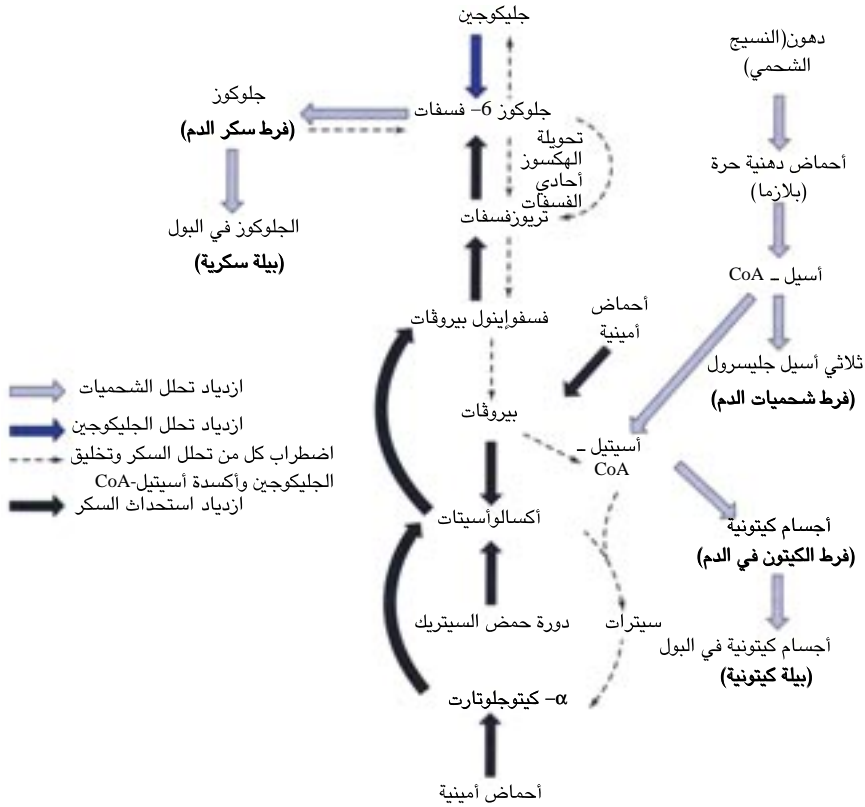 جليكوجين
دهون(النسيج
الشحمي)
جلوكوز
(فرط سكر الدم)
جلوكوز 6– فسفات
تحويلة
الهكسوز
أحادي
الفسفات
أحماض دهنية حرة
(بلازما)
تريوزفسفات
الجلوكوز في البول
(بيلة سكرية)
أسيل – CoA
فسفوإينول بيروڤات
أحماض
أمينية
ثلاثي أسيل جليسرول
(فرط شحميات الدم)
بيروڤات
أسيتيل –
CoA
ازدياد تحلل الشحميات
ازدياد تحلل الجليكوجين
اضطراب كل من تحلل السكر وتخليق
الجليكوجين وأكسدة أسيتيل-CoA
ازدياد استحداث السكر
أكسالوأسيتات
أجسام كيتونية
(فرط الكيتون في الدم)
دورة حمض السيتريك
سيترات
أجسام كيتونية في البول
(بيلة كيتونية)
α– كيتوجلوتارت
أحماض أمينية